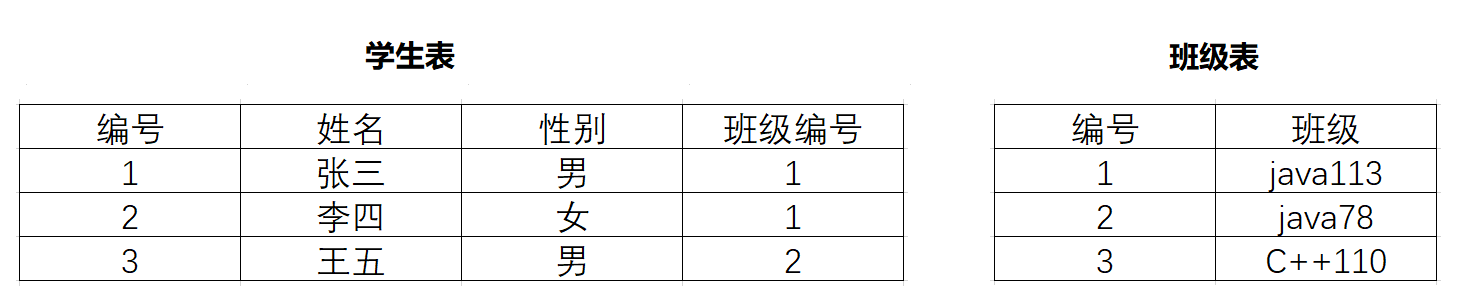 学生表 班级表
编号 姓名 性别 班级编号 编号 班级
1 张三 男 1 1 java113
2 李四 女 1 2 java78
3 王五 男 2 3 C++110